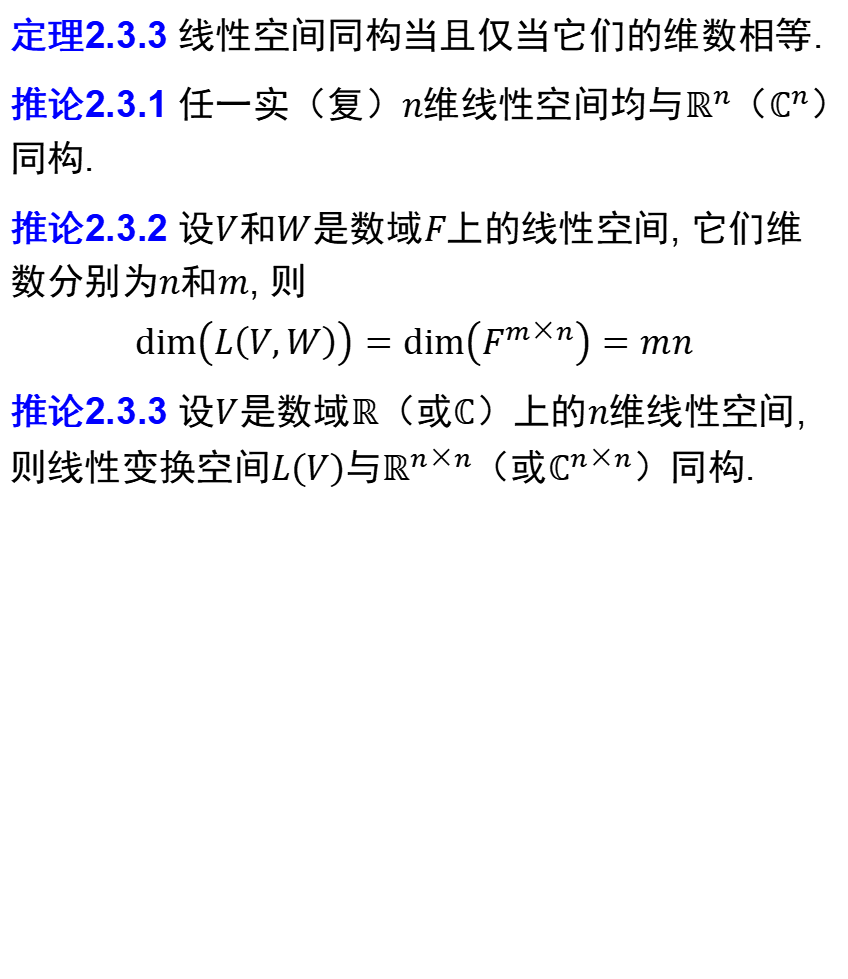 定理2.3.3 线性空间同构当且仅当它们的维数相等.
推论2.3.1 任一实（复）n维线性空间均与ℝⁿ（ℂⁿ）
同构.
推论2.3.2 设V和W是数域F上的线性空间, 它们维
数分别为n和m, 则
dim(L(V,W)) = dim(F^{m×n}) = mn
推论2.3.3 设V是数域ℝ（或ℂ）上的n维线性空间,
则线性变换空间L(V)与ℝ^{n×n}（或ℂ^{n×n}）同构.